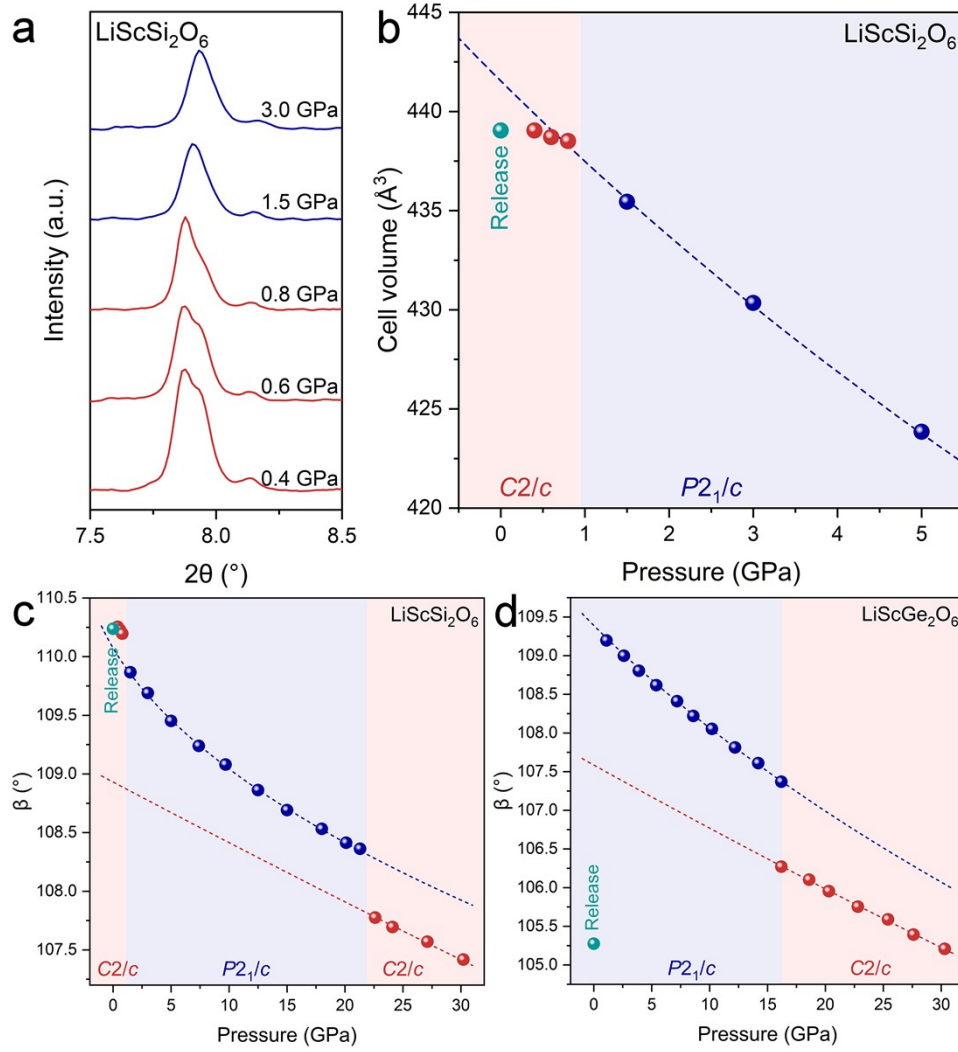 a
LiScSi₂O₆
3.0 GPa
1.5 GPa
0.8 GPa
0.6 GPa
0.4 GPa
Intensity (a.u.)
7.5 8.0 8.5
2θ (°)
b
LiScSi₂O₆
445
440
435
430
425
420
Cell volume (Å³)
Release
C2/c
P2₁/c
0 1 2 3 4 5
Pressure (GPa)
c
LiScSi₂O₆
110.5
110.0
109.5
109.0
108.5
108.0
107.5
β (°)
Release
C2/c
P2₁/c
C2/c
0 5 10 15 20 25 30
Pressure (GPa)
d
LiScGe₂O₆
109.5
109.0
108.5
108.0
107.5
107.0
106.5
106.0
105.5
105.0
β (°)
Release
P2₁/c
C2/c
0 5 10 15 20 25 30
Pressure (GPa)